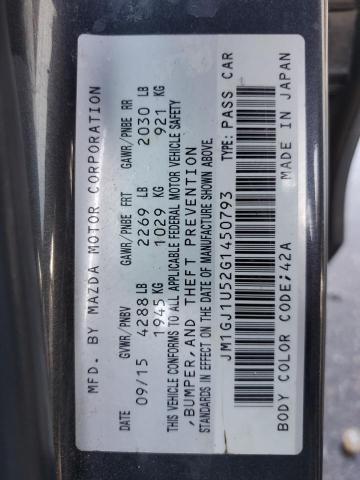 MFD. BY MAZDA MOTOR CORPORATION
GVWR/PNBV GAWR/PNBE FRT GAWR/PNBE RR
09/15 4288 LB 2269 LB 2030 LB
1945 KG 1029 KG 921 KG
THIS VEHICLE CONFORMS TO ALL APPLICABLE FEDERAL MOTOR VEHICLE SAFETY
,BUMPER,AND THEFT PREVENTION
STANDARDS IN EFFECT ON THE DATE OF MANUFACTURE SHOWN ABOVE.
JM1GJ1U52G1450793 TYPE: PASS CAR
BODY COLOR CODE;42A MADE IN JAPAN